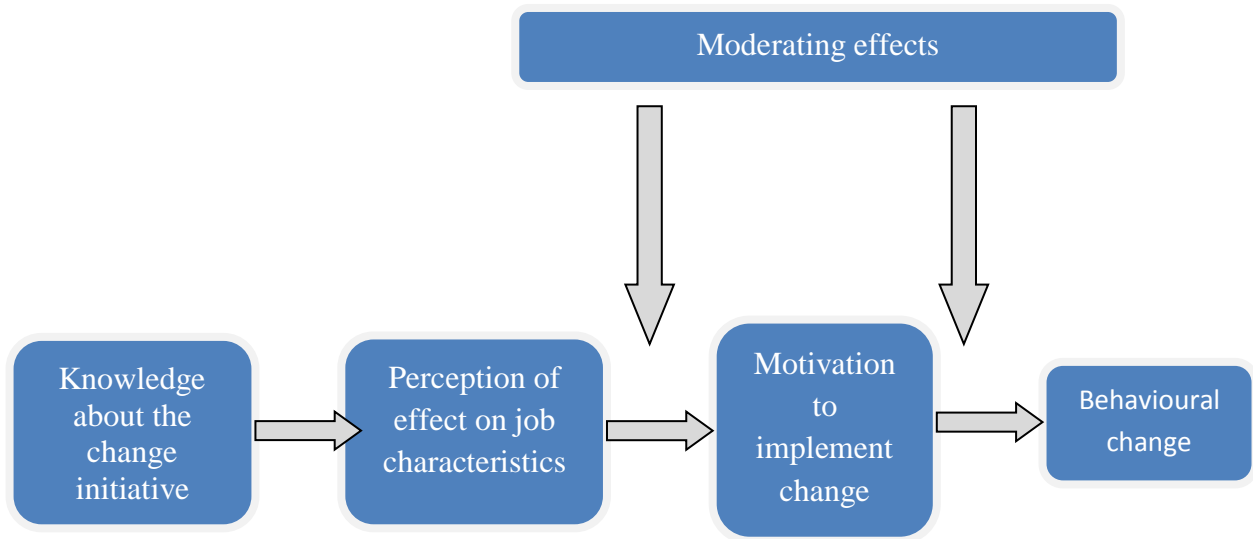 Moderating effects
Knowledge
about the
change
initiative
Perception of
effect on job
characteristics
Motivation
to
implement
change
Behavioural
change